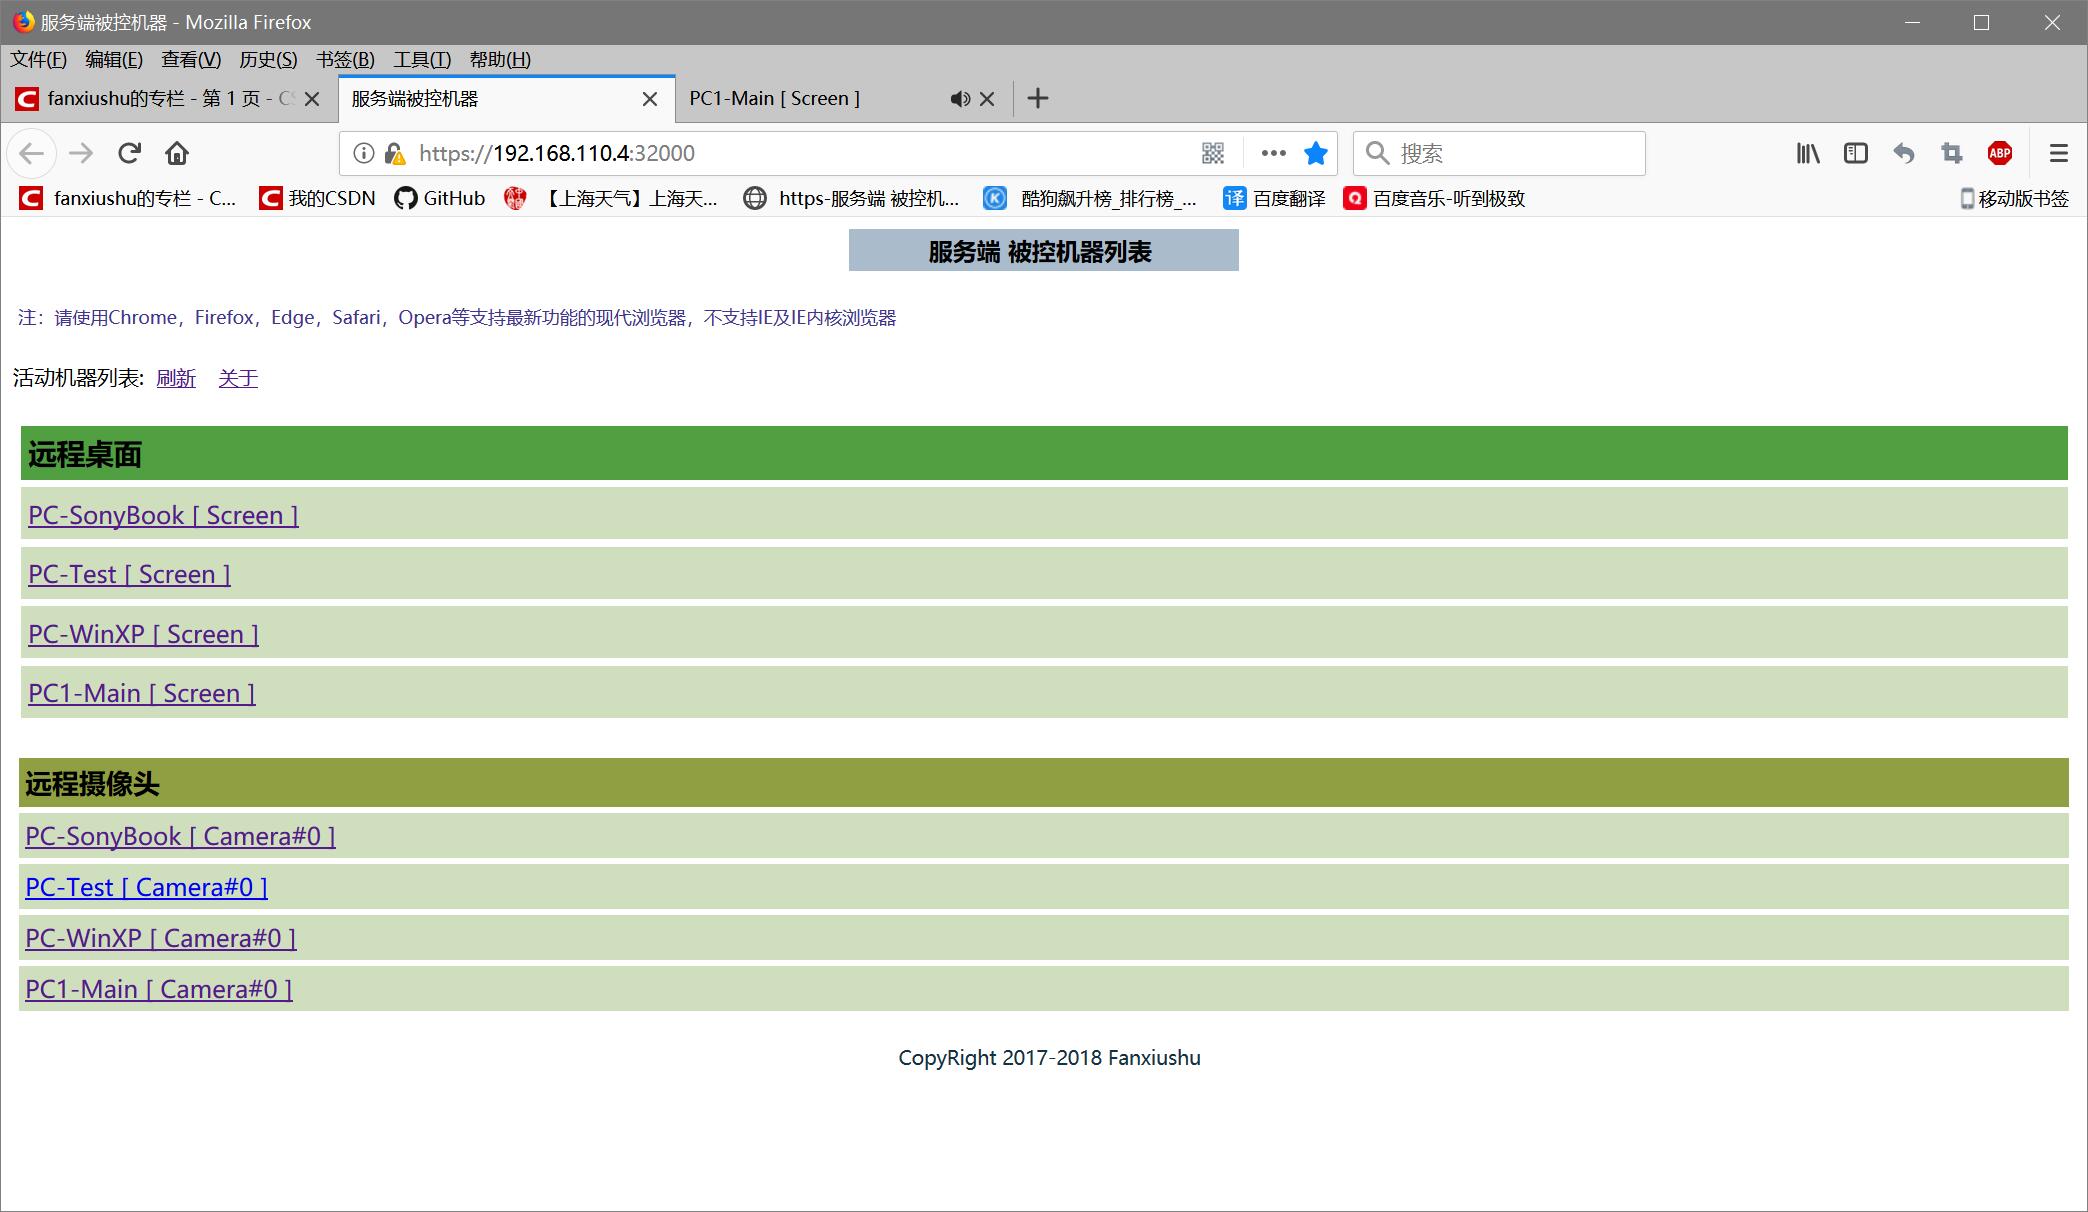 服务端被控机器 - Mozilla Firefox
文件(F) 编辑(E) 查看(V) 历史(S) 书签(B) 工具(T) 帮助(H)
fanxiushu的专栏 - 第 1 页 - CS 服务端被控机器 PC1-Main [ Screen ]
https://192.168.110.4:32000 搜索 ABP
fanxiushu的专栏 - C... 我的CSDN GitHub 【上海天气】上海天... https-服务端 被控机... 酷狗飙升榜_排行榜_... 译 百度翻译 百度音乐-听到极致 移动版书签
服务端 被控机器列表
注：请使用Chrome，Firefox，Edge，Safari，Opera等支持最新功能的现代浏览器，不支持IE及IE内核浏览器
活动机器列表: 刷新 关于
远程桌面
PC-SonyBook [ Screen ]
PC-Test [ Screen ]
PC-WinXP [ Screen ]
PC1-Main [ Screen ]
远程摄像头
PC-SonyBook [ Camera#0 ]
PC-Test [ Camera#0 ]
PC-WinXP [ Camera#0 ]
PC1-Main [ Camera#0 ]
CopyRight 2017-2018 Fanxiushu